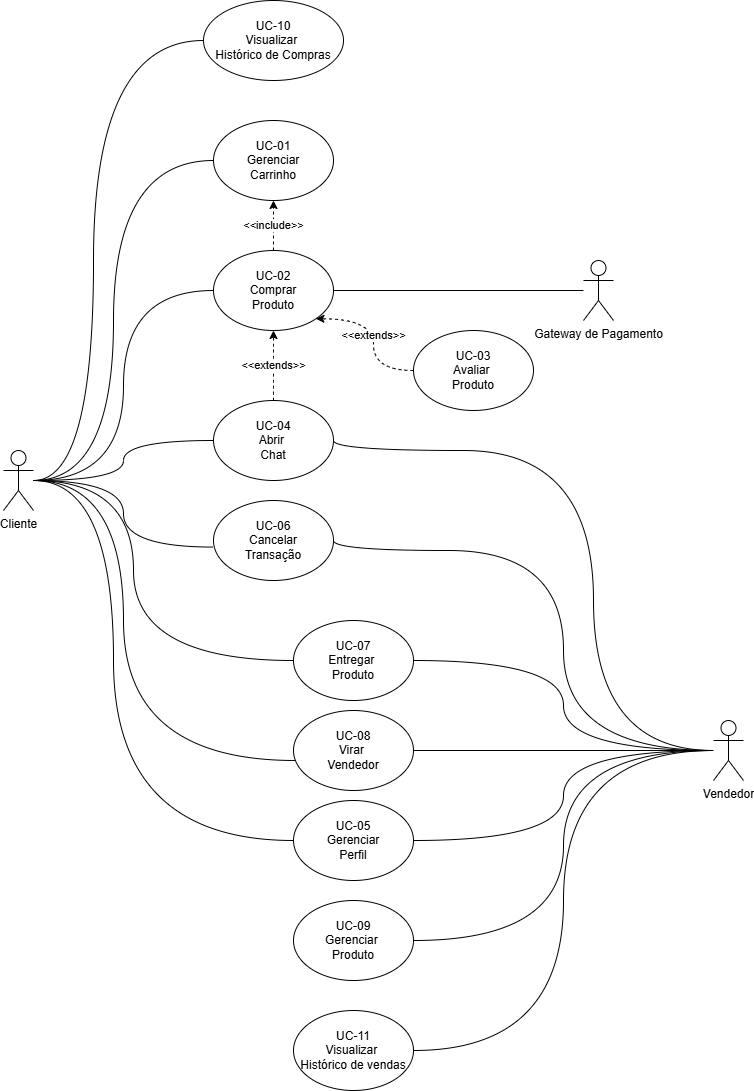 UC-10
Visualizar
Histórico de Compras
UC-01
Gerenciar
Carrinho
<<include>>
UC-02
Comprar
Produto
Gateway de Pagamento
<<extends>>
UC-03
Avaliar
Produto
<<extends>>
UC-04
Abrir
Chat
Cliente
UC-06
Cancelar
Transação
UC-07
Entregar
Produto
UC-08
Virar
Vendedor
Vendedor
UC-05
Gerenciar
Perfil
UC-09
Gerenciar
Produto
UC-11
Visualizar
Histórico de vendas